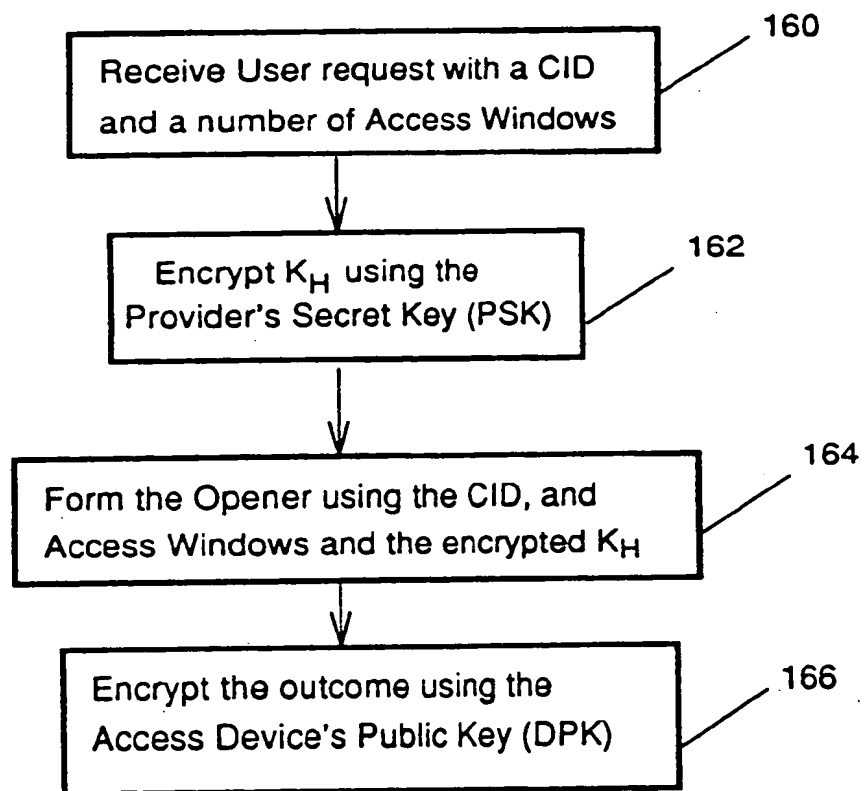 160
Receive User request with a CID
and a number of Access Windows
162
Encrypt KH using the
Provider's Secret Key (PSK)
164
Form the Opener using the CID, and
Access Windows and the encrypted KH
166
Encrypt the outcome using the
Access Device's Public Key (DPK)